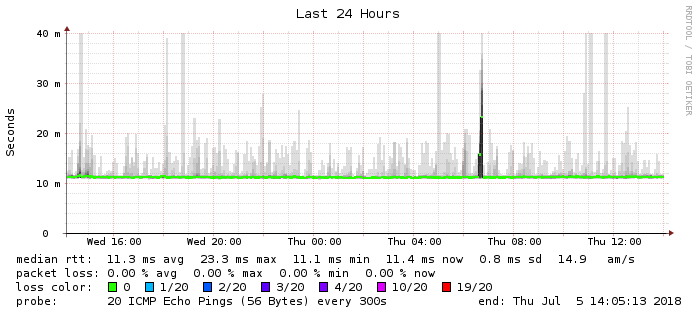 Last 24 Hours
RRDTOOL / TOBI OETIKER
Seconds
40 m
30 m
20 m
10 m
0
Wed 16:00 Wed 20:00 Thu 00:00 Thu 04:00 Thu 08:00 Thu 12:00
median rtt: 11.3 ms avg 23.3 ms max 11.1 ms min 11.4 ms now 0.8 ms sd 14.9 am/s
packet loss: 0.00 % avg 0.00 % max 0.00 % min 0.00 % now
loss color: 0 1/20 2/20 3/20 4/20 10/20 19/20
probe: 20 ICMP Echo Pings (56 Bytes) every 300s end: Thu Jul 5 14:05:13 2018